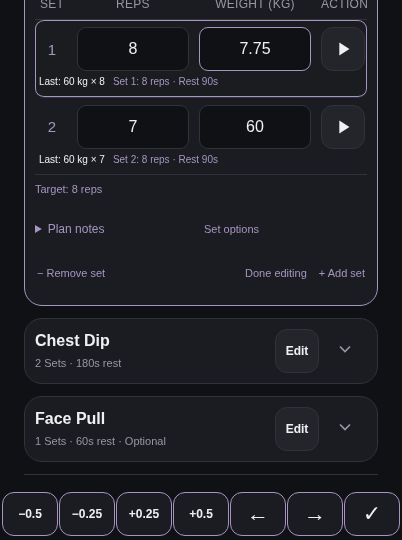 SET REPS WEIGHT (KG) ACTION
1 8 7.75
Last: 60 kg × 8 Set 1: 8 reps · Rest 90s
2 7 60
Last: 60 kg × 7 Set 2: 8 reps · Rest 90s
Target: 8 reps
Plan notes Set options
− Remove set Done editing + Add set
Chest Dip
2 Sets · 180s rest
Edit
Face Pull
1 Sets · 60s rest · Optional
Edit
−0.5 −0.25 +0.25 +0.5 ← → ✓